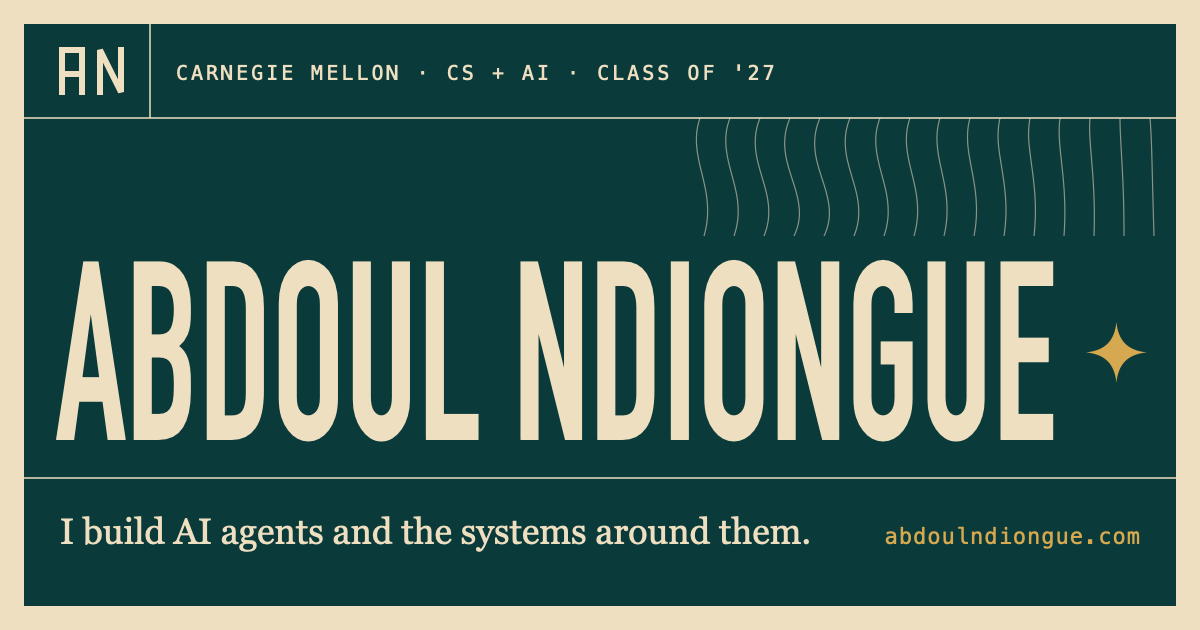 AN
CARNEGIE MELLON · CS + AI · CLASS OF '27
ABDOUL NDIONGUE
I build AI agents and the systems around them.
abdoulndiongue.com